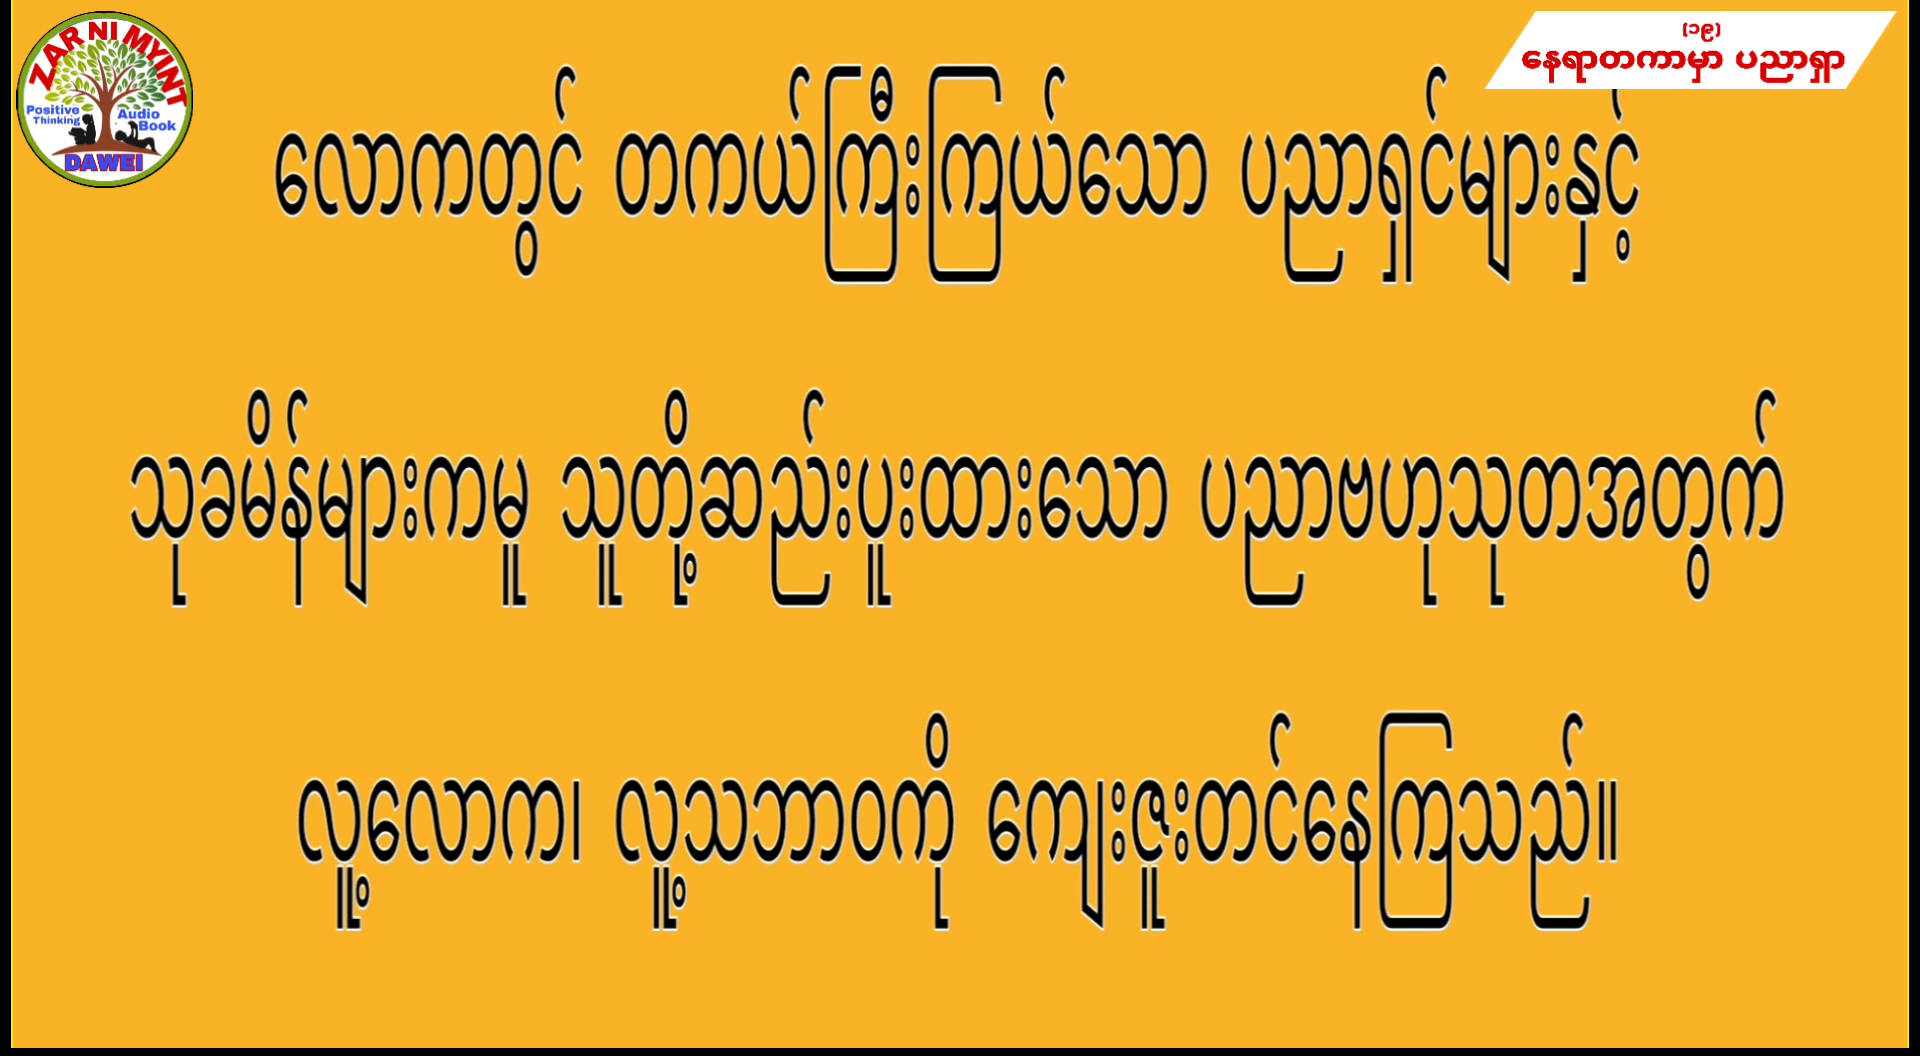 ZAR NI MYINT
Positive
Thinking
Audio
Book
DAWEI
(၁၉)
နေရာတကာမှာ ပညာရှာ
လောကတွင် တကယ်ကြီးကြယ်သော ပညာရှင်များနှင့်
သုခမိန်များကမူ သူတို့ဆည်းပူးထားသော ပညာဗဟုသုတအတွက်
လူ့လောက၊ လူ့သဘာဝကို ကျေးဇူးတင်နေကြသည်။